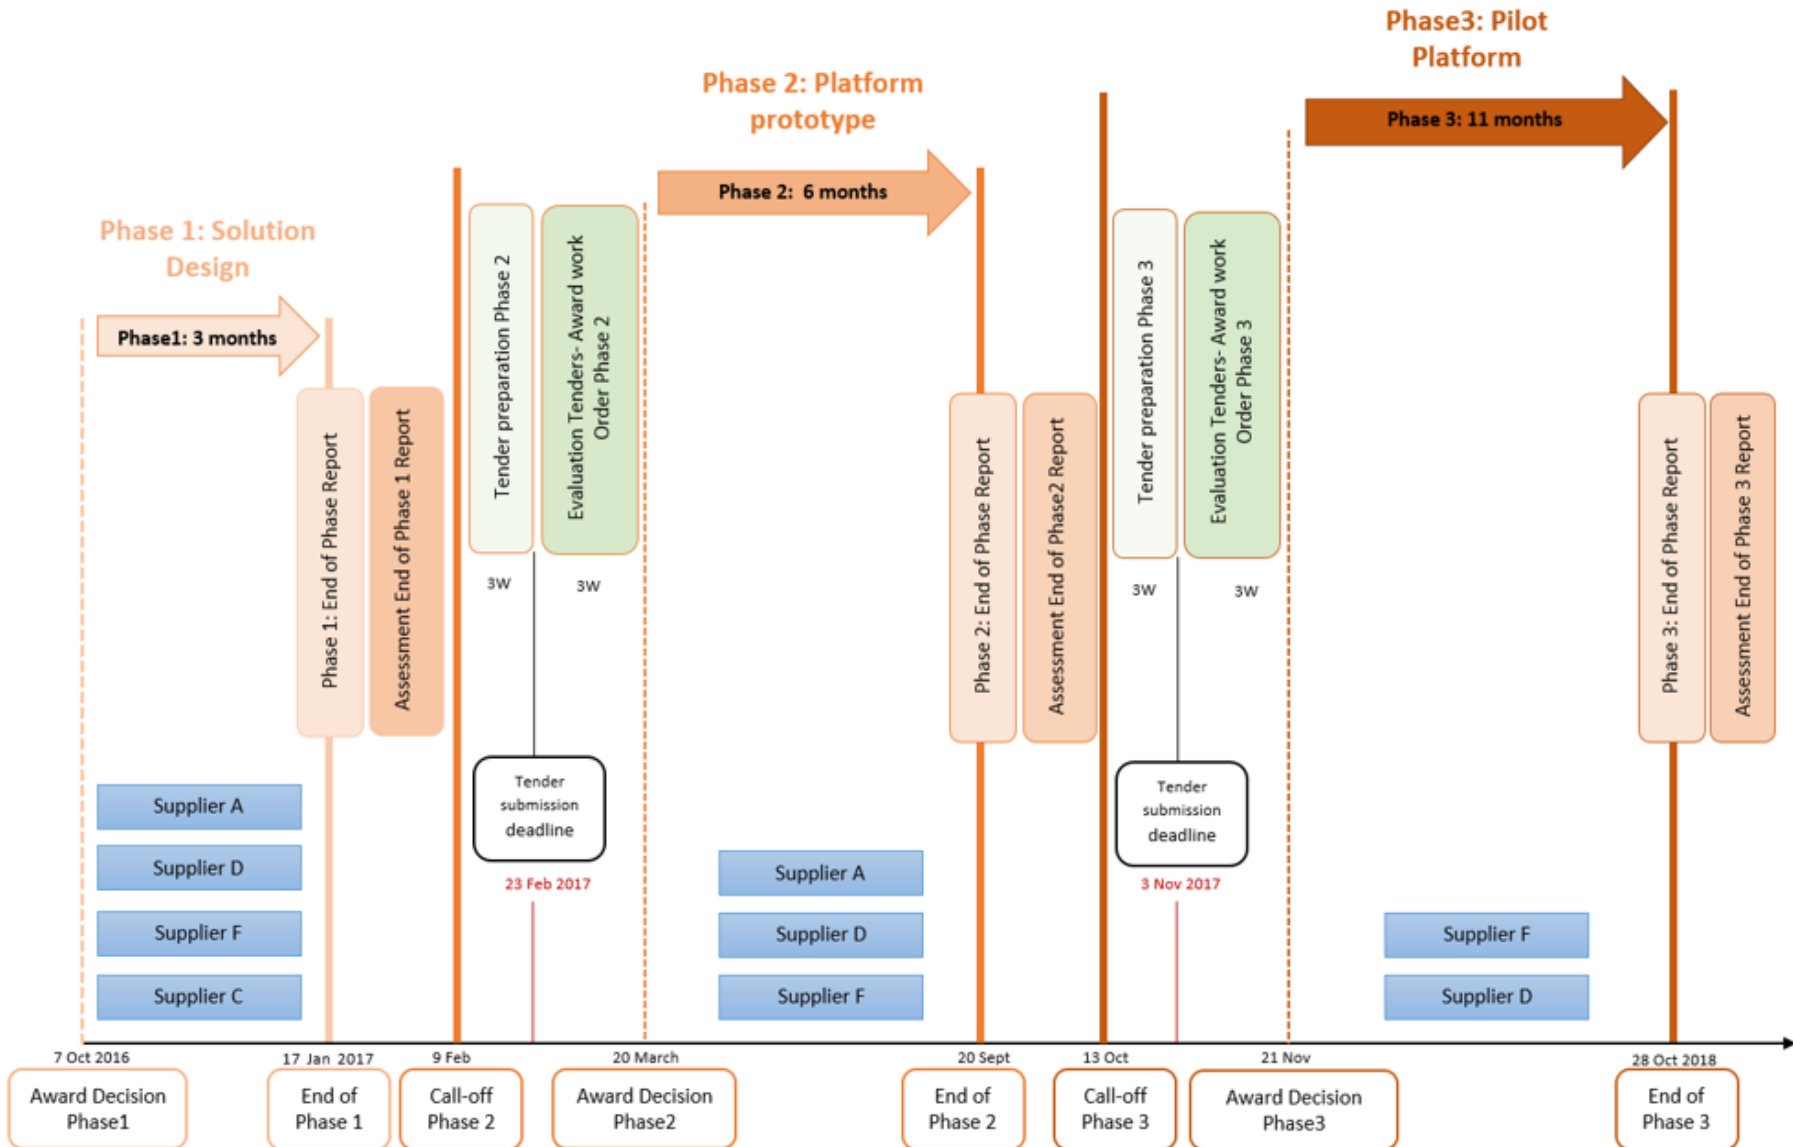 Phase3: Pilot
Platform
Phase 3: 11 months
Phase 2: Platform
prototype
Phase 2:  6 months
Phase 1: Solution
Design
Phase1: 3 months
Phase 1: End of Phase Report
Assessment End of Phase 1 Report
Tender preparation Phase 2
Evaluation Tenders- Award work
Order Phase 2
Phase 2: End of Phase Report
Assessment End of Phase2 Report
Tender preparation Phase 3
Evaluation Tenders- Award work
Order Phase 3
Phase 3: End of Phase Report
Assessment End of Phase 3 Report
3W
3W
3W
3W
Tender
submission
deadline
23 Feb 2017
Tender
submission
deadline
3 Nov 2017
Supplier A
Supplier D
Supplier F
Supplier C
Supplier A
Supplier D
Supplier F
Supplier F
Supplier D
7 Oct 2016
17 Jan 2017
9 Feb
20 March
20 Sept
13 Oct
21 Nov
28 Oct 2018
Award Decision
Phase1
End of
Phase 1
Call-off
Phase 2
Award Decision
Phase2
End of
Phase 2
Call-off
Phase 3
Award Decision
Phase3
End of
Phase 3